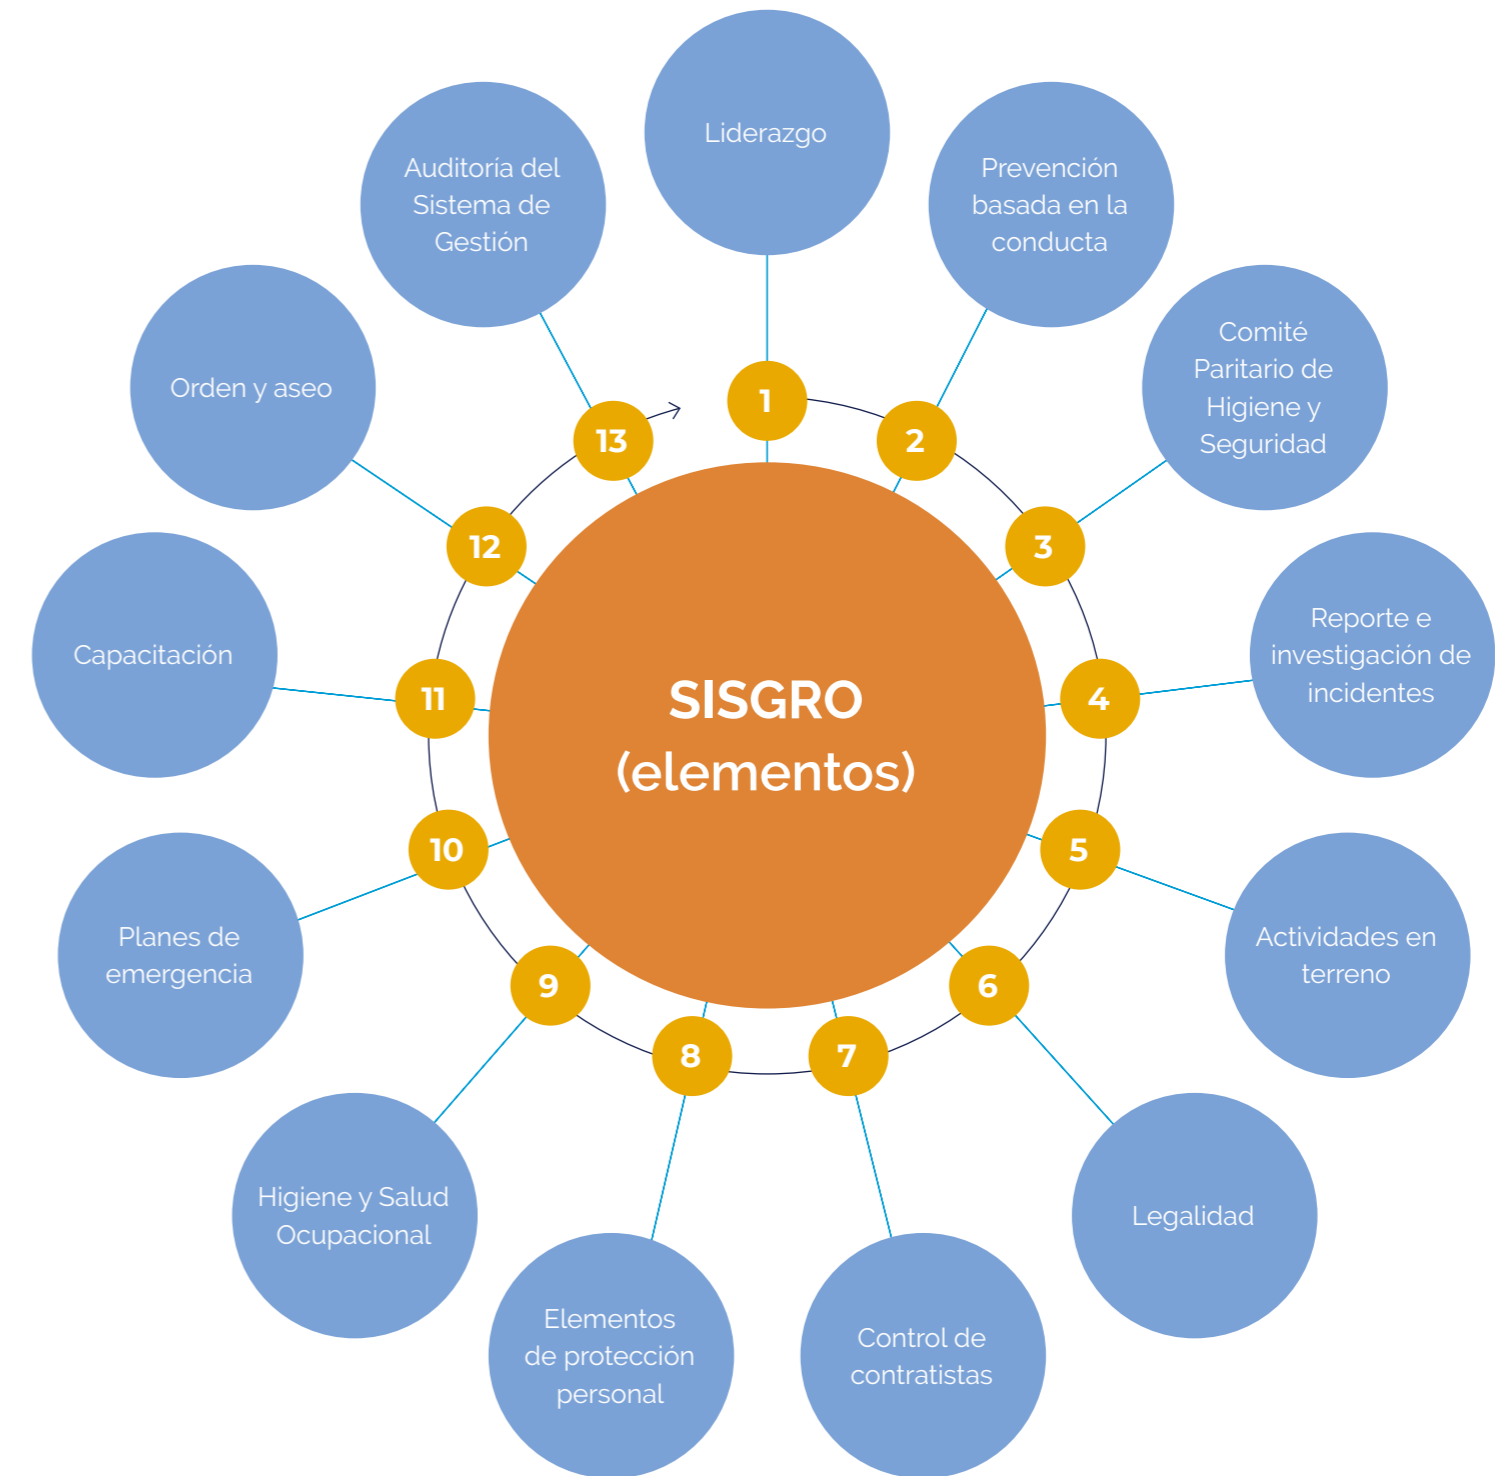 SISGRO
(elementos)
1
Liderazgo
2
Prevención
basada en la
conducta
3
Comité
Paritario de
Higiene y
Seguridad
4
Reporte e
investigación de
incidentes
5
Actividades en
terreno
6
Legalidad
7
Control de
contratistas
8
Elementos
de protección
personal
9
Higiene y Salud
Ocupacional
10
Planes de
emergencia
11
Capacitación
12
Orden y aseo
13
Auditoría del
Sistema de
Gestión